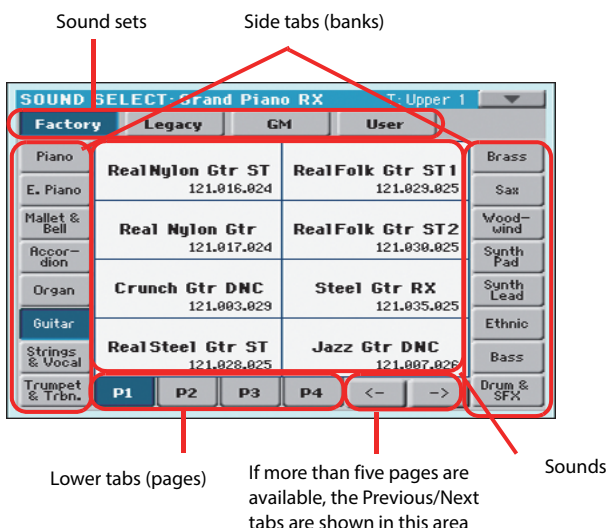 Sound sets
Side tabs (banks)
SOUND SELECT: Grand Piano RX T: Upper 1
Factory Legacy GM User
Piano
E. Piano
Mallet &
Bell
Accor–
dion
Organ
Guitar
Strings
& Vocal
Trumpet
& Trbn.
RealNylon Gtr ST
121.016.024
RealFolk Gtr ST1
121.029.025
Real Nylon Gtr
121.017.024
RealFolk Gtr ST2
121.030.025
Crunch Gtr DNC
121.003.029
Steel Gtr RX
121.035.025
RealSteel Gtr ST
121.028.025
Jazz Gtr DNC
121.007.026
Brass
Sax
Wood–
wind
Synth
Pad
Synth
Lead
Ethnic
Bass
Drum &
SFX
P1 P2 P3 P4 <– –>
Lower tabs (pages)
If more than five pages are
available, the Previous/Next
tabs are shown in this area
Sounds